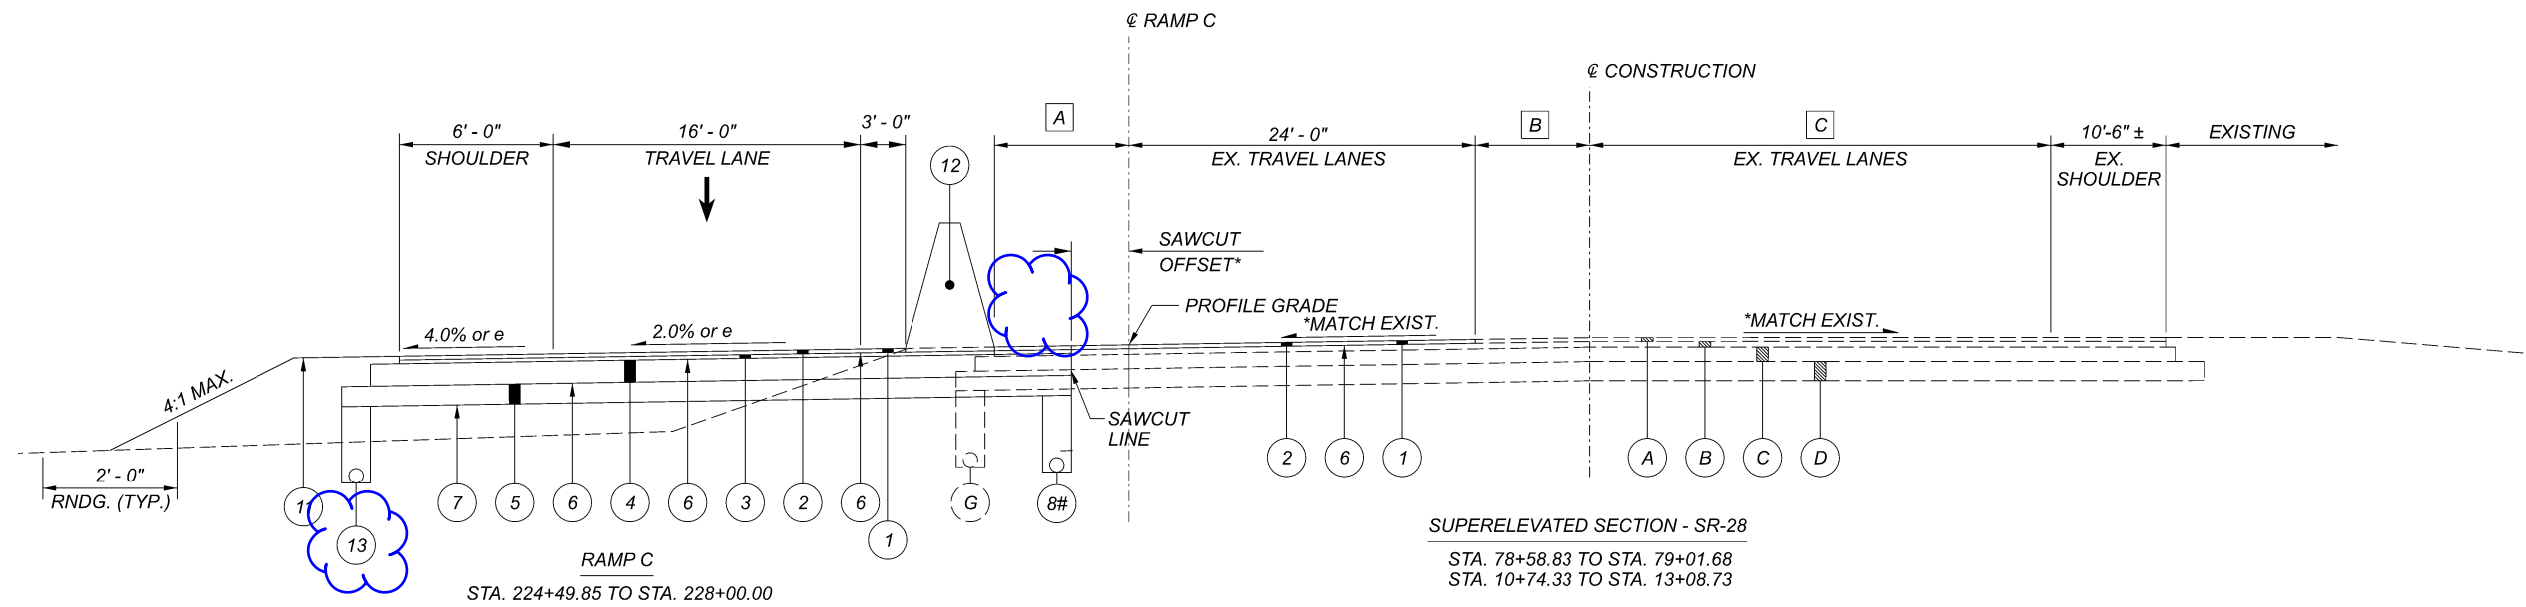 ℄ RAMP C
℄ CONSTRUCTION
6' - 0"
SHOULDER
16' - 0"
TRAVEL LANE
3' - 0"
12
A
24' - 0"
EX. TRAVEL LANES
B
C
EX. TRAVEL LANES
10'-6" ±
EX.
SHOULDER
EXISTING
SAWCUT
OFFSET*
PROFILE GRADE
*MATCH EXIST.
*MATCH EXIST.
4.0% or e
2.0% or e
4:1 MAX.
SAWCUT
LINE
2' - 0"
RNDG. (TYP.)
11
13
7
5
6
4
6
3
2
6
1
G
8#
2
6
1
A
B
C
D
RAMP C
STA. 224+49.85 TO STA. 228+00.00
SUPERELEVATED SECTION - SR-28
STA. 78+58.83 TO STA. 79+01.68
STA. 10+74.33 TO STA. 13+08.73